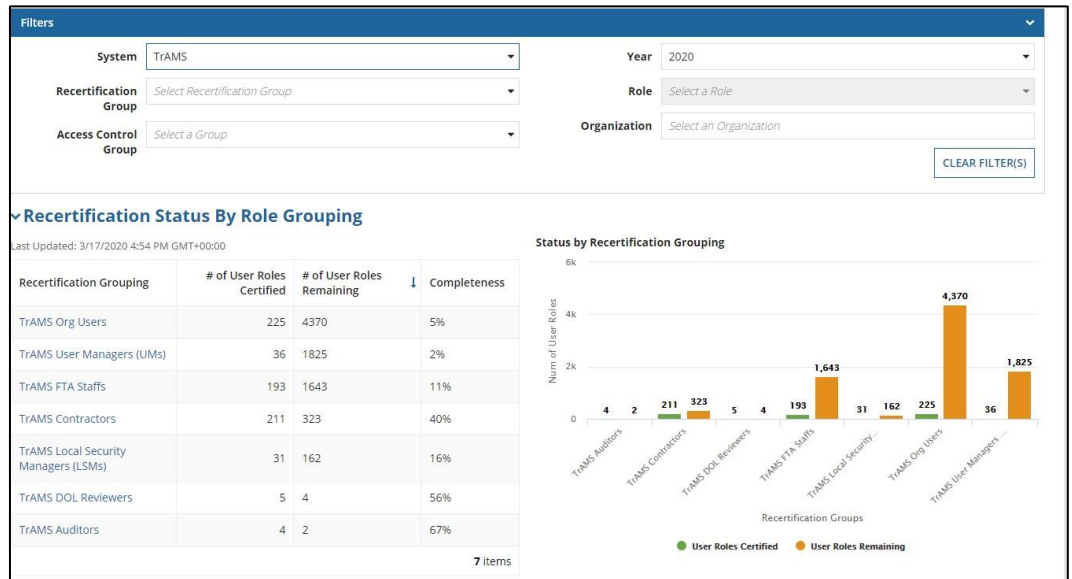 Filters
System TrAMS
Year 2020
Recertification Group Select Recertification Group
Role Select a Role
Access Control Group Select a Group
Organization Select an Organization
CLEAR FILTER(S)
Recertification Status By Role Grouping
Last Updated: 3/17/2020 4:54 PM GMT+00:00
Recertification Grouping # of User Roles Certified # of User Roles Remaining ↓ Completeness
TrAMS Org Users 225 4370 5%
TrAMS User Managers (UMs) 36 1825 2%
TrAMS FTA Staffs 193 1643 11%
TrAMS Contractors 211 323 40%
TrAMS Local Security Managers (LSMs) 31 162 16%
TrAMS DOL Reviewers 5 4 56%
TrAMS Auditors 4 2 67%
7 items
Status by Recertification Grouping
Num of User Roles
6k
4k
2k
0
4 2 211 323 5 4 193 1,643 31 162 225 4,370 36 1,825
TrAMS Auditors
TrAMS Contractors
TrAMS DOL Reviewers
TrAMS FTA Staffs
TrAMS Local Security...
TrAMS Org Users
TrAMS User Managers ...
Recertification Groups
User Roles Certified User Roles Remaining